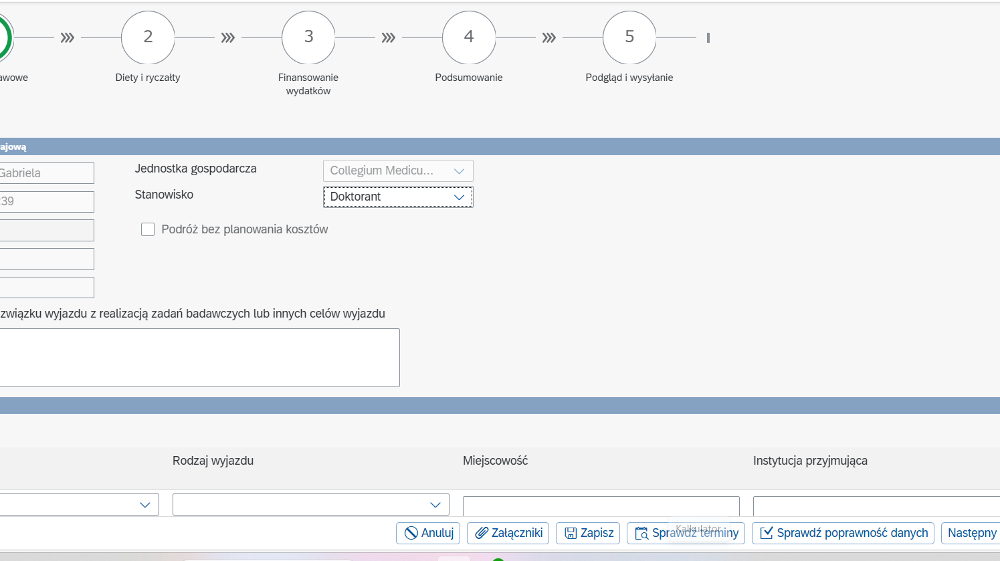 2
3
4
5
awowe
Diety i ryczałty
Finansowanie
wydatków
Podsumowanie
Podgląd i wysyłanie
ajową
Gabriela
Jednostka gospodarcza
Collegium Medicu...
39
Stanowisko
Doktorant
Podróż bez planowania kosztów
związku wyjazdu z realizacją zadań badawczych lub innych celów wyjazdu
Rodzaj wyjazdu
Miejscowość
Instytucja przyjmująca
Anuluj
Załączniki
Zapisz
Sprawdź terminy
Kalkulator
Sprawdź poprawność danych
Następny